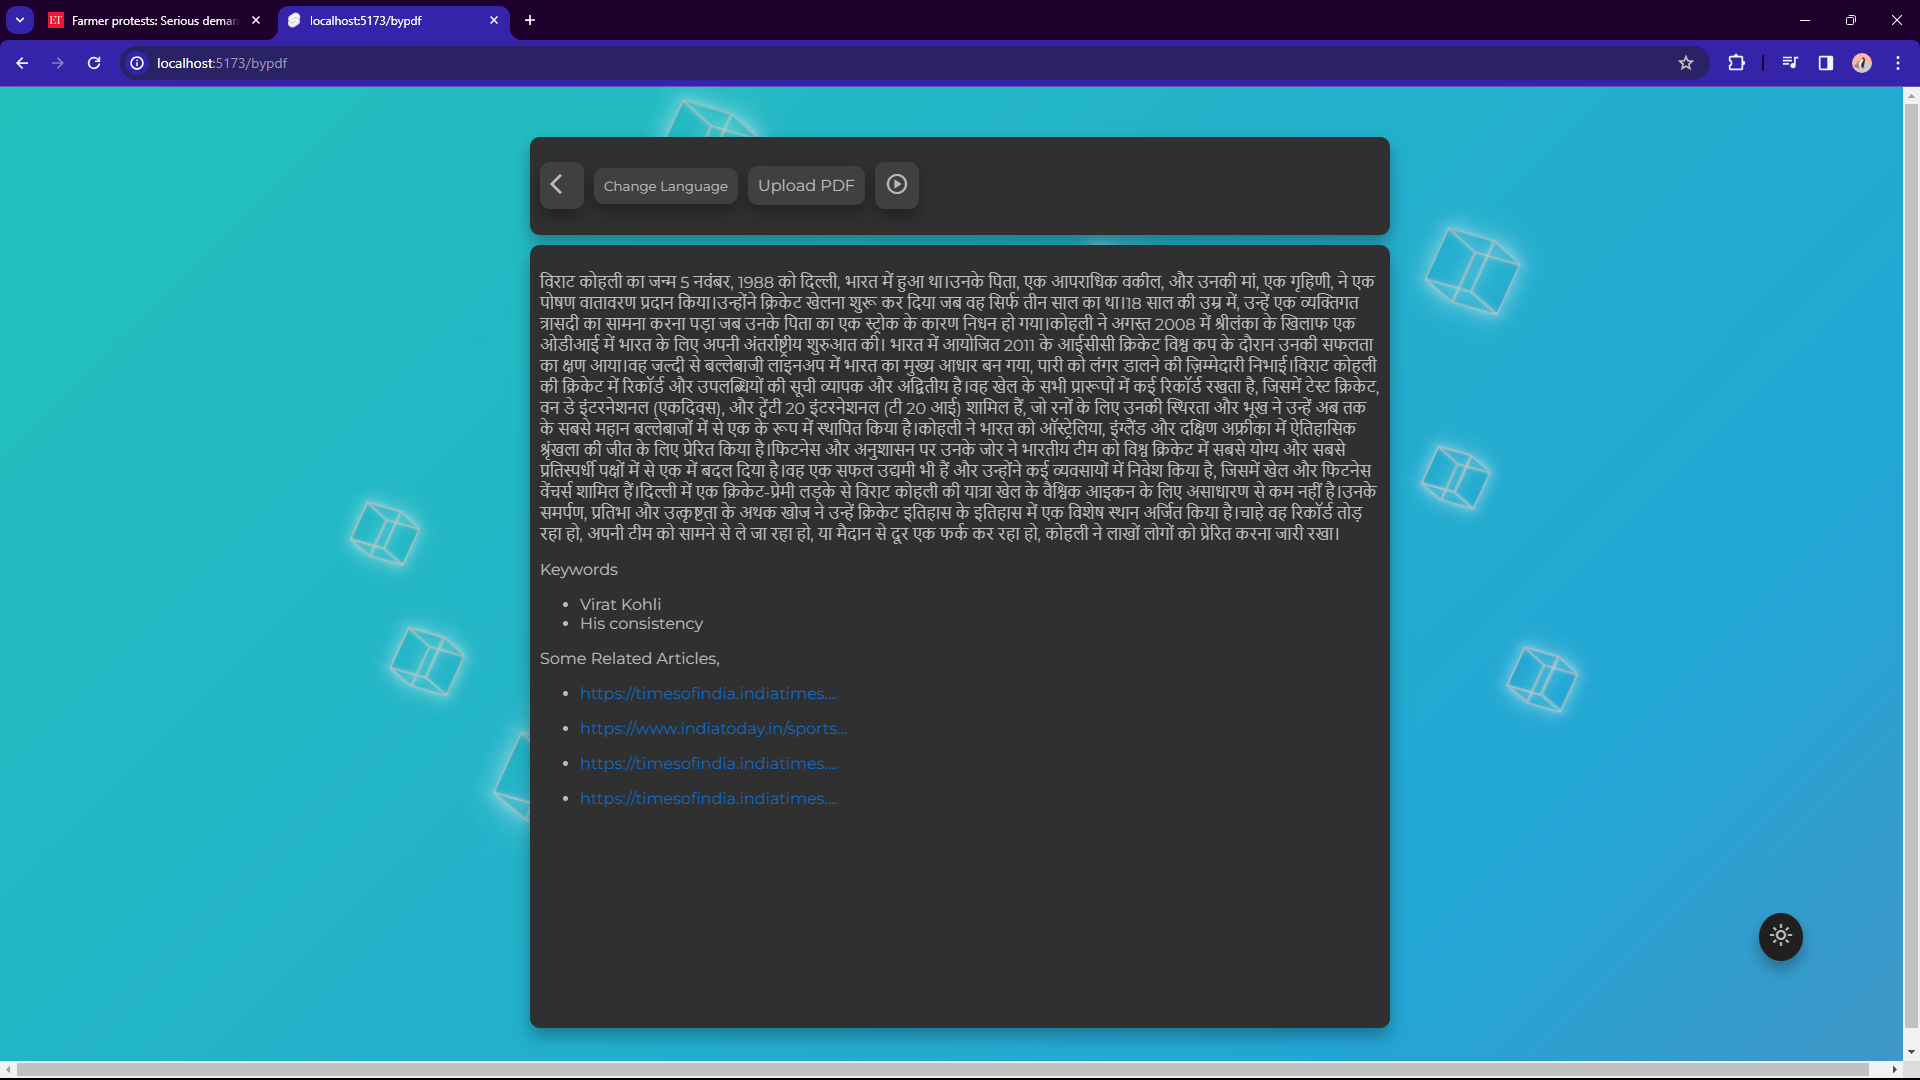 Farmer protests: Serious deman
localhost:5173/bypdf
localhost:5173/bypdf
Change Language
Upload PDF
विराट कोहली का जन्म 5 नवंबर, 1988 को दिल्ली, भारत में हुआ था।उनके पिता, एक आपराधिक वकील, और उनकी मां, एक गृहिणी, ने एक
पोषण वातावरण प्रदान किया।उन्होंने क्रिकेट खेलना शुरू कर दिया जब वह सिर्फ तीन साल का था।18 साल की उम्र में, उन्हें एक व्यक्तिगत
त्रासदी का सामना करना पड़ा जब उनके पिता का एक स्ट्रोक के कारण निधन हो गया।कोहली ने अगस्त 2008 में श्रीलंका के खिलाफ एक
ओडीआई में भारत के लिए अपनी अंतर्राष्ट्रीय शुरुआत की। भारत में आयोजित 2011 के आईसीसी क्रिकेट विश्व कप के दौरान उनकी सफलता
का क्षण आया।वह जल्दी से बल्लेबाजी लाइनअप में भारत का मुख्य आधार बन गया, पारी को लंगर डालने की ज़िम्मेदारी निभाई।विराट कोहली
की क्रिकेट में रिकॉर्ड और उपलब्धियों की सूची व्यापक और अद्वितीय है।वह खेल के सभी प्रारूपों में कई रिकॉर्ड रखता है, जिसमें टेस्ट क्रिकेट,
वन डे इंटरनेशनल (एकदिवस), और ट्वेंटी 20 इंटरनेशनल (टी 20 आई) शामिल हैं, जो रनों के लिए उनकी स्थिरता और भूख ने उन्हें अब तक
के सबसे महान बल्लेबाजों में से एक के रूप में स्थापित किया है।कोहली ने भारत को ऑस्ट्रेलिया, इंग्लैंड और दक्षिण अफ्रीका में ऐतिहासिक
श्रृंखला की जीत के लिए प्रेरित किया है।फिटनेस और अनुशासन पर उनके जोर ने भारतीय टीम को विश्व क्रिकेट में सबसे योग्य और सबसे
प्रतिस्पर्धी पक्षों में से एक में बदल दिया है।वह एक सफल उद्यमी भी हैं और उन्होंने कई व्यवसायों में निवेश किया है, जिसमें खेल और फिटनेस
वेंचर्स शामिल हैं।दिल्ली में एक क्रिकेट-प्रेमी लड़के से विराट कोहली की यात्रा खेल के वैश्विक आइकन के लिए असाधारण से कम नहीं है।उनके
समर्पण, प्रतिभा और उत्कृष्टता के अथक खोज ने उन्हें क्रिकेट इतिहास के इतिहास में एक विशेष स्थान अर्जित किया है।चाहे वह रिकॉर्ड तोड़
रहा हो, अपनी टीम को सामने से ले जा रहा हो, या मैदान से दूर एक फर्क कर रहा हो, कोहली ने लाखों लोगों को प्रेरित करना जारी रखा।
Keywords
• Virat Kohli
• His consistency
Some Related Articles,
• https://timesofindia.indiatimes....
• https://www.indiatoday.in/sports...
• https://timesofindia.indiatimes....
• https://timesofindia.indiatimes....